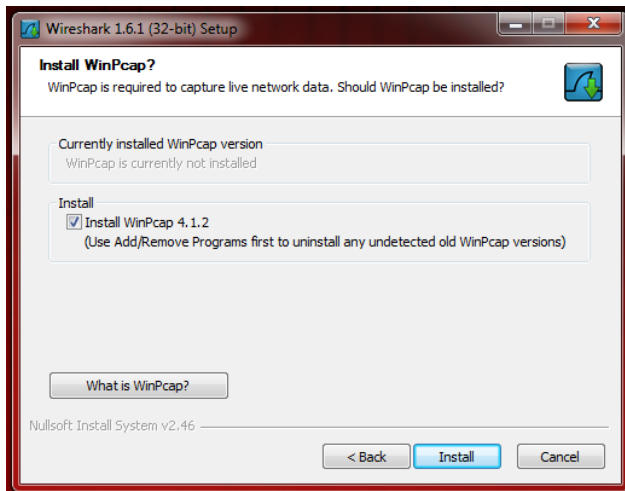 Wireshark 1.6.1 (32-bit) Setup
Install WinPcap?
WinPcap is required to capture live network data. Should WinPcap be installed?
Currently installed WinPcap version
WinPcap is currently not installed
Install
Install WinPcap 4.1.2
(Use Add/Remove Programs first to uninstall any undetected old WinPcap versions)
What is WinPcap?
Nullsoft Install System v2.46
< Back Install Cancel